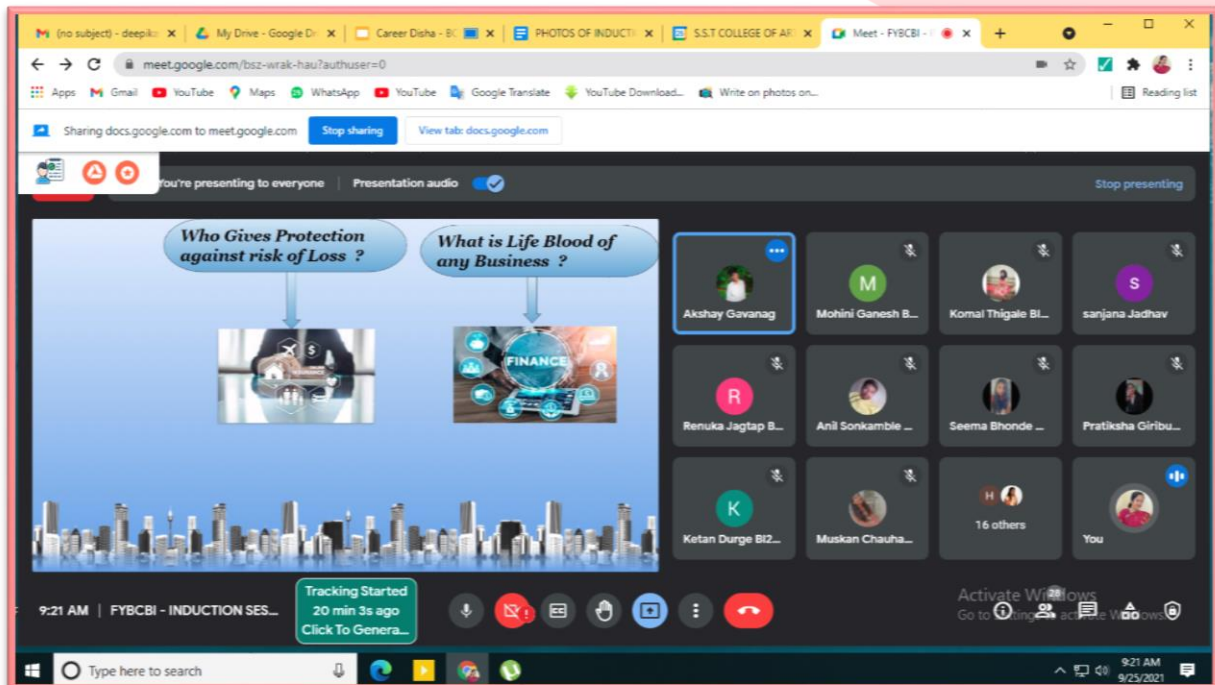 (no subject) - deepik
My Drive - Google Dr
Career Disha - BC
PHOTOS OF INDUCTI
S.S.T COLLEGE OF AR
Meet - FYBCBI -
meet.google.com/bsz-wrak-hau?authuser=0
Apps Gmail YouTube Maps WhatsApp YouTube Google Translate YouTube Download... Write on photos on... Reading list
Sharing docs.google.com to meet.google.com Stop sharing View tab: docs.google.com
You're presenting to everyone Presentation audio Stop presenting
Who Gives Protection
against risk of Loss ?
What is Life Blood of
any Business ?
INSURANCE
FINANCE
Akshay Gavanag
M
Mohini Ganesh B...
Komal Thigale BI...
S
sanjana Jadhav
R
Renuka Jagtap B...
Anil Sonkamble ...
Seema Bhonde ...
Pratiksha Giribu...
K
Ketan Durge BI2...
Muskan Chauha...
H
16 others
You
9:21 AM | FYBCBI - INDUCTION SES...
Tracking Started
20 min 3s ago
Click To Genera...
28
Activate Windows
Go to Settings to activate Windows.
Type here to search
9:21 AM
9/25/2021